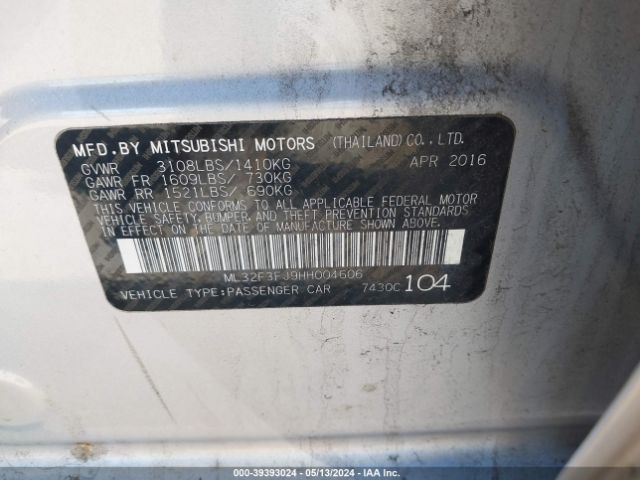 MFD.BY MITSUBISHI MOTORS (THAILAND)CO.,LTD.
GVWR 3108LBS/1410KG APR 2016
GAWR FR 1609LBS/ 730KG
GAWR RR 1521LBS/ 690KG
THIS VEHICLE CONFORMS TO ALL APPLICABLE FEDERAL MOTOR
VEHICLE SAFETY, BUMPER, AND THEFT PREVENTION STANDARDS
IN EFFECT ON THE DATE OF MANUFACTURE SHOWN ABOVE.
ML32F3FJ9HH004606
VEHICLE TYPE:PASSENGER CAR 7430C 104
000-39393024 - 05/13/2024 - IAA Inc.